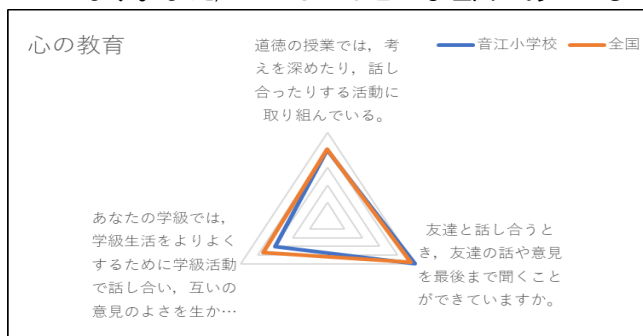 心の教育
道徳の授業では，考
えを深めたり，話し
合ったりする活動に
取り組んでいる。
音江小学校
全国
あなたの学級では，
学級生活をよりよく
するために学級活動
で話し合い，互いの
意見のよさを生か…
友達と話し合うと
き，友達の話や意見
を最後まで聞くこと
ができていますか。